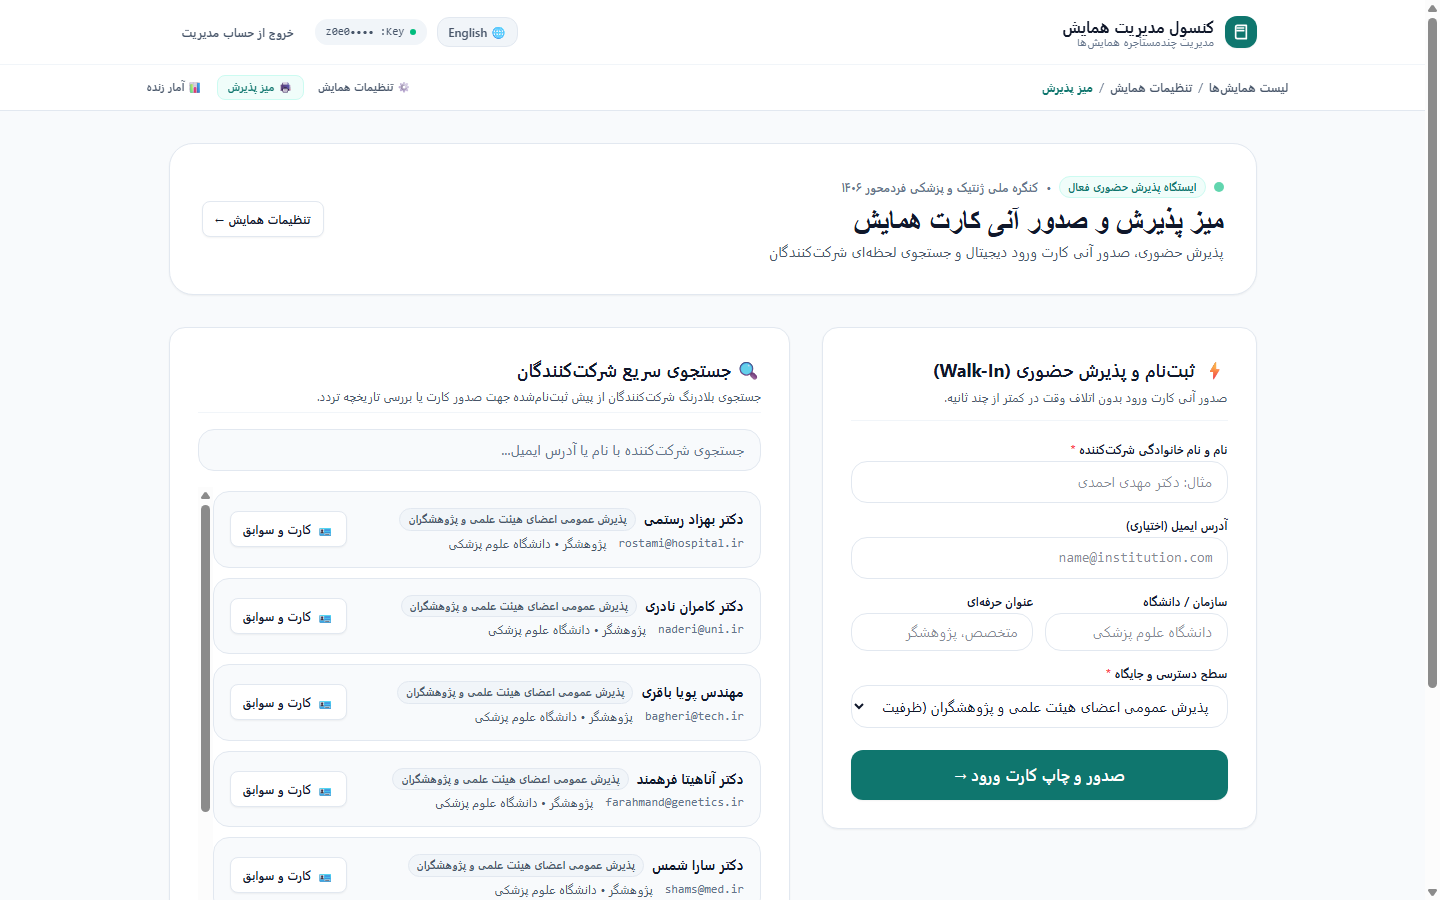 کنسول مدیریت همایش
مدیریت چندمستأجره همایش‌ها
English
Key: ••••z0e0
خروج از حساب مدیریت
لیست همایش‌ها / تنظیمات همایش / میز پذیرش
تنظیمات همایش
میز پذیرش
آمار زنده
ایستگاه پذیرش حضوری فعال • کنگره ملی ژنتیک و پزشکی فردمحور ۱۴۰۶
میز پذیرش و صدور آنی کارت همایش
پذیرش حضوری، صدور آنی کارت ورود دیجیتال و جستجوی لحظه‌ای شرکت‌کنندگان
تنظیمات همایش ←
ثبت‌نام و پذیرش حضوری (Walk-In)
صدور آنی کارت ورود بدون اتلاف وقت در کمتر از چند ثانیه.
نام و نام خانوادگی شرکت‌کننده *
مثال: دکتر مهدی احمدی
آدرس ایمیل (اختیاری)
name@institution.com
سازمان / دانشگاه
دانشگاه علوم پزشکی
عنوان حرفه‌ای
متخصص، پژوهشگر
سطح دسترسی و جایگاه *
پذیرش عمومی اعضای هیئت علمی و پژوهشگران (ظرفیت
صدور و چاپ کارت ورود →
جستجوی سریع شرکت‌کنندگان
جستجوی بلادرنگ شرکت‌کنندگان از پیش ثبت‌نام‌شده جهت صدور کارت یا بررسی تاریخچه تردد.
جستجوی شرکت‌کننده با نام یا آدرس ایمیل...
دکتر بهزاد رستمی پذیرش عمومی اعضای هیئت علمی و پژوهشگران
rostami@hospital.ir پژوهشگر • دانشگاه علوم پزشکی
کارت و سوابق
دکتر کامران نادری پذیرش عمومی اعضای هیئت علمی و پژوهشگران
naderi@uni.ir پژوهشگر • دانشگاه علوم پزشکی
کارت و سوابق
مهندس پویا باقری پذیرش عمومی اعضای هیئت علمی و پژوهشگران
bagheri@tech.ir پژوهشگر • دانشگاه علوم پزشکی
کارت و سوابق
دکتر آناهیتا فرهمند پذیرش عمومی اعضای هیئت علمی و پژوهشگران
farahmand@genetics.ir پژوهشگر • دانشگاه علوم پزشکی
کارت و سوابق
دکتر سارا شمس پذیرش عمومی اعضای هیئت علمی و پژوهشگران
shams@med.ir پژوهشگر • دانشگاه علوم پزشکی
کارت و سوابق